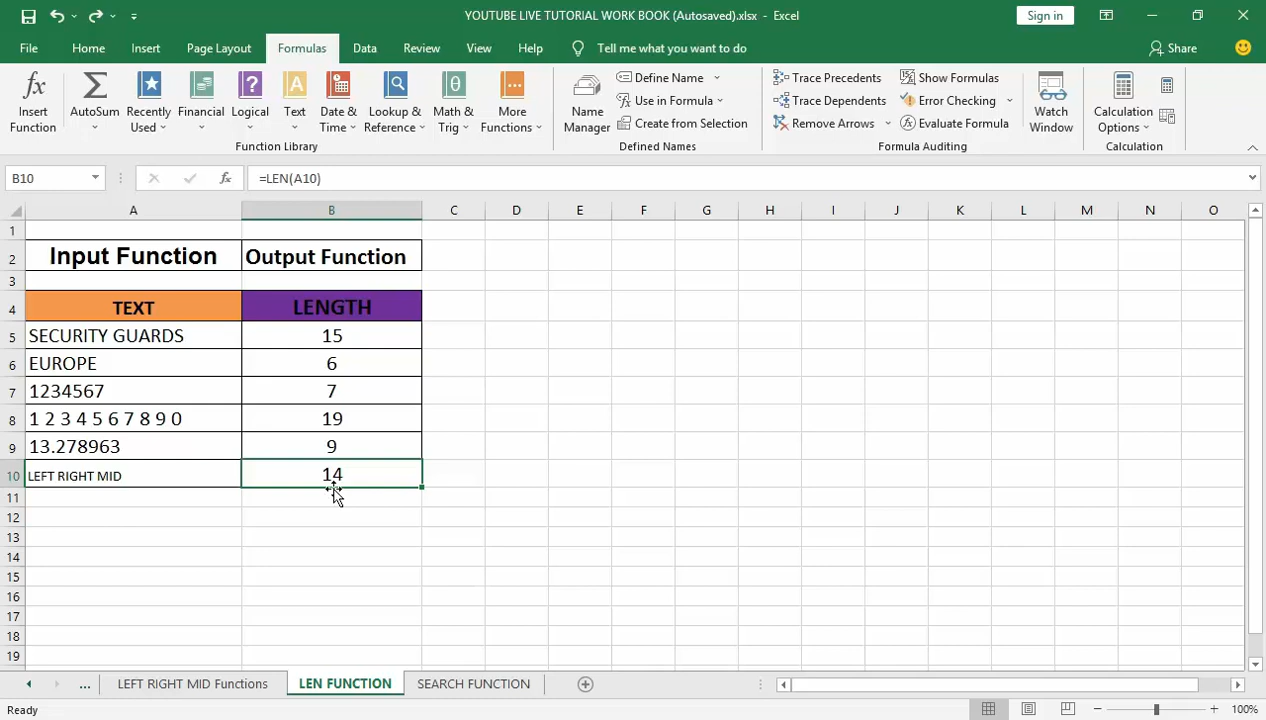 YOUTUBE LIVE TUTORIAL WORK BOOK (Autosaved).xlsx - Excel
Sign in
File Home Insert Page Layout Formulas Data Review View Help Tell me what you want to do Share
Insert Function
AutoSum
Recently Used
Financial
Logical
Text
Date & Time
Lookup & Reference
Math & Trig
More Functions
Function Library
Name Manager
Define Name
Use in Formula
Create from Selection
Defined Names
Trace Precedents
Trace Dependents
Remove Arrows
Show Formulas
Error Checking
Evaluate Formula
Formula Auditing
Watch Window
Calculation Options
Calculation
B10 fx =LEN(A10)
A B C D E F G H I J K L M N O
1
2 Input Function Output Function
3
4 TEXT LENGTH
5 SECURITY GUARDS 15
6 EUROPE 6
7 1234567 7
8 1 2 3 4 5 6 7 8 9 0 19
9 13.278963 9
10 LEFT RIGHT MID 14
11
12
13
14
15
16
17
18
19
... LEFT RIGHT MID Functions LEN FUNCTION SEARCH FUNCTION
Ready 100%